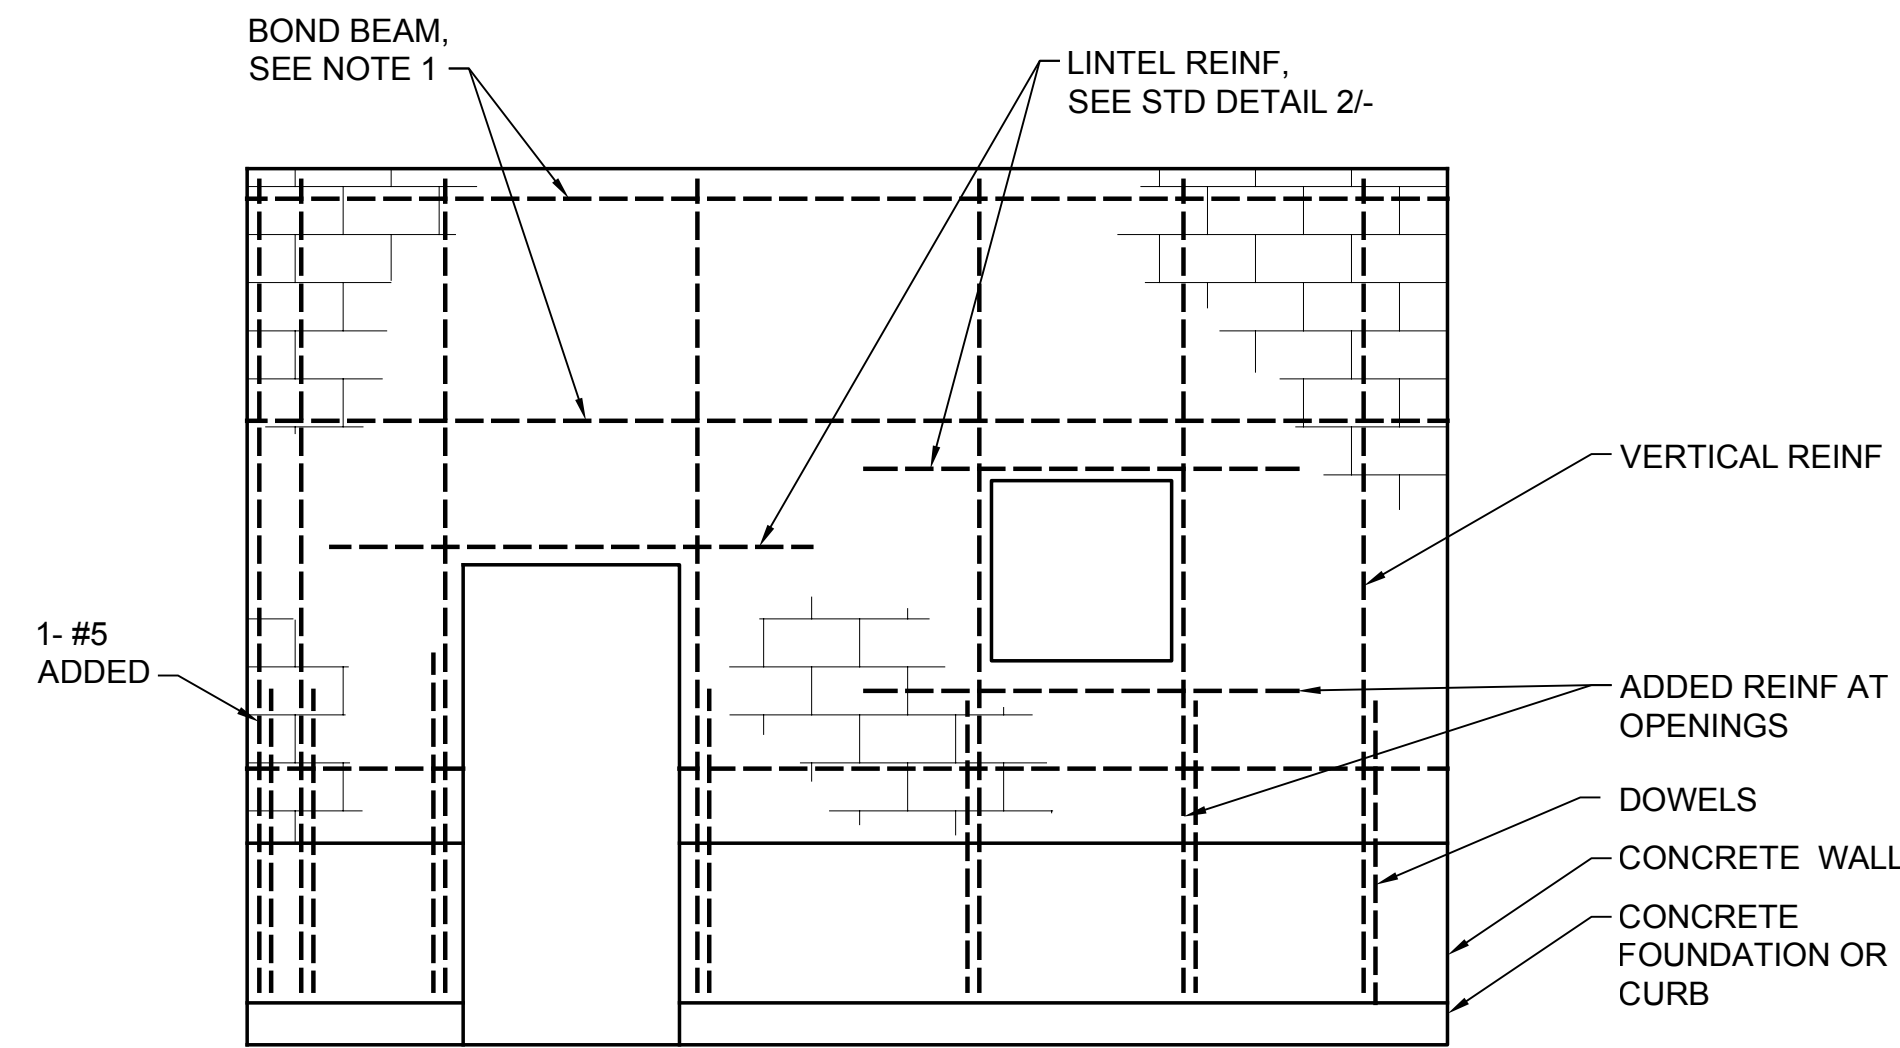 BOND BEAM,
SEE NOTE 1
LINTEL REINF,
SEE STD DETAIL 2/-
VERTICAL REINF
1- #5
ADDED
ADDED REINF AT
OPENINGS
DOWELS
CONCRETE WALL
CONCRETE
FOUNDATION OR
CURB